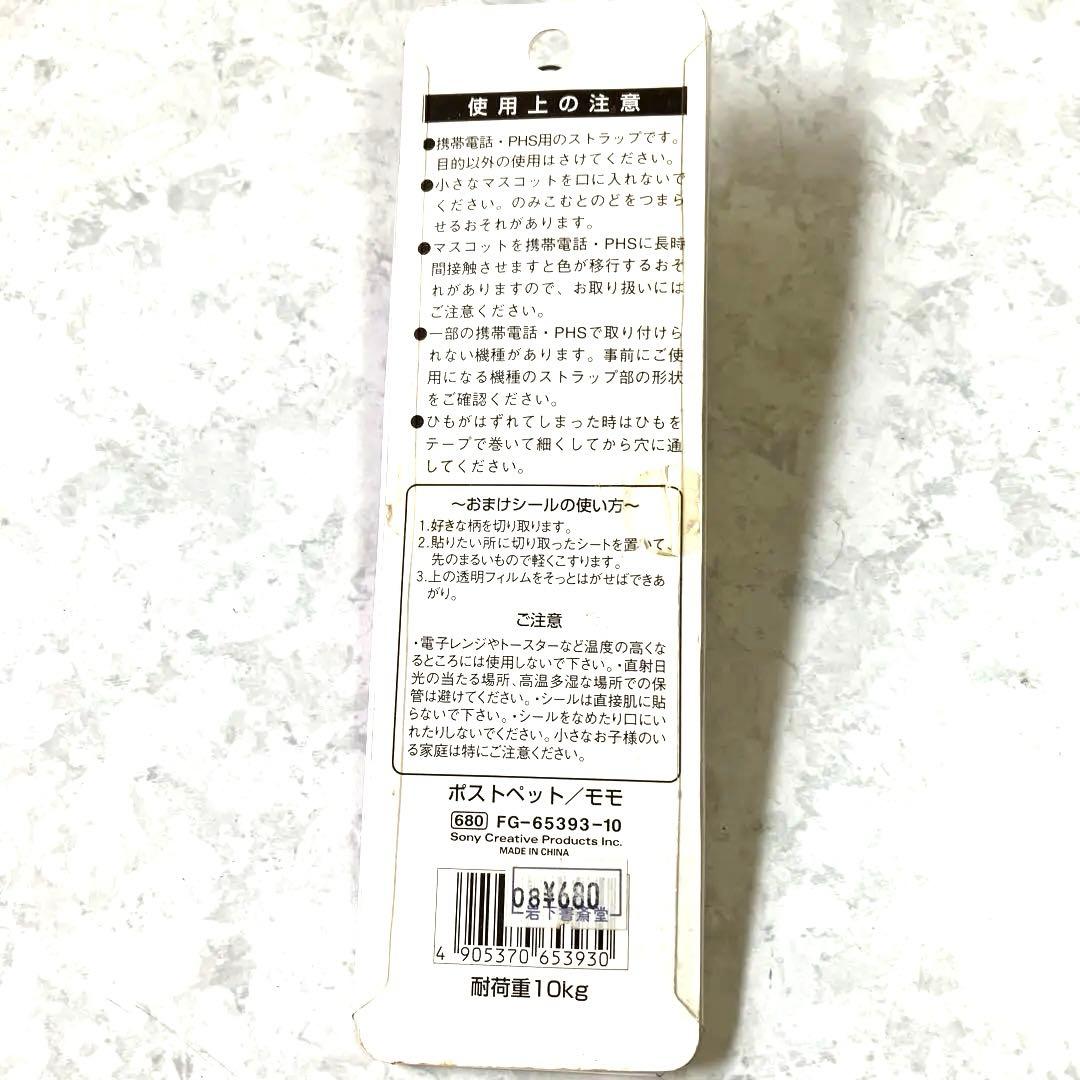 使用上の注意
●携帯電話・PHS用のストラップです。
目的以外の使用はさけてください。
●小さなマスコットを口に入れないで
ください。のみこむとのどをつまら
せるおそれがあります。
●マスコットを携帯電話・PHSに長時
間接触させますと色が移行するおそ
れがありますので、お取り扱いには
ご注意ください。
●一部の携帯電話・PHSで取り付けら
れない機種があります。事前にご使
用になる機種のストラップ部の形状
をご確認ください。
●ひもがはずれてしまった時はひもを
テープで巻いて細くしてから穴に通
してください。
〜おまけシールの使い方〜
1.好きな柄を切り取ります。
2.貼りたい所に切り取ったシートを置いて、
先のまるいもので軽くこすります。
3.上の透明フィルムをそっとはがせばできあ
がり。
ご注意
・電子レンジやトースターなど温度の高くな
るところには使用しないで下さい。・直射日
光の当たる場所、高温多湿な場所での保
管は避けてください。・シールは直接肌に貼
らないで下さい。・シールをなめたり口にい
れたりしないでください。小さなお子様のい
る家庭は特にご注意ください。
ポストペット/モモ
680 FG-65393-10
Sony Creative Products Inc.
MADE IN CHINA
08¥680
岩下書斎堂
4 905370 653930
耐荷重10kg